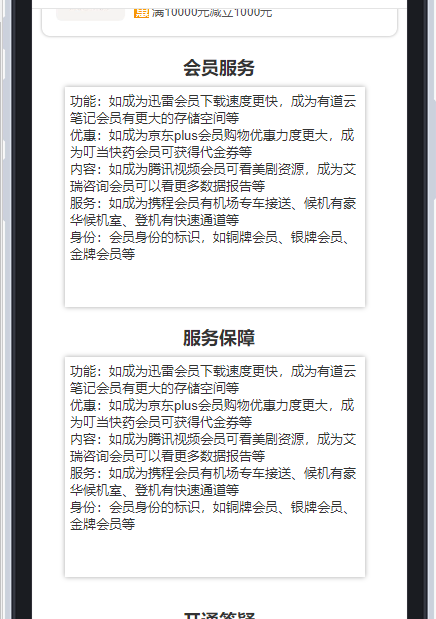 惠 满10000元减立1000元
会员服务
功能：如成为迅雷会员下载速度更快，成为有道云
笔记会员有更大的存储空间等
优惠：如成为京东plus会员购物优惠力度更大，成
为叮当快药会员可获得代金券等
内容：如成为腾讯视频会员可看美剧资源，成为艾
瑞咨询会员可以看更多数据报告等
服务：如成为携程会员有机场专车接送、候机有豪
华候机室、登机有快速通道等
身份：会员身份的标识，如铜牌会员、银牌会员、
金牌会员等
服务保障
功能：如成为迅雷会员下载速度更快，成为有道云
笔记会员有更大的存储空间等
优惠：如成为京东plus会员购物优惠力度更大，成
为叮当快药会员可获得代金券等
内容：如成为腾讯视频会员可看美剧资源，成为艾
瑞咨询会员可以看更多数据报告等
服务：如成为携程会员有机场专车接送、候机有豪
华候机室、登机有快速通道等
身份：会员身份的标识，如铜牌会员、银牌会员、
金牌会员等
开通答疑